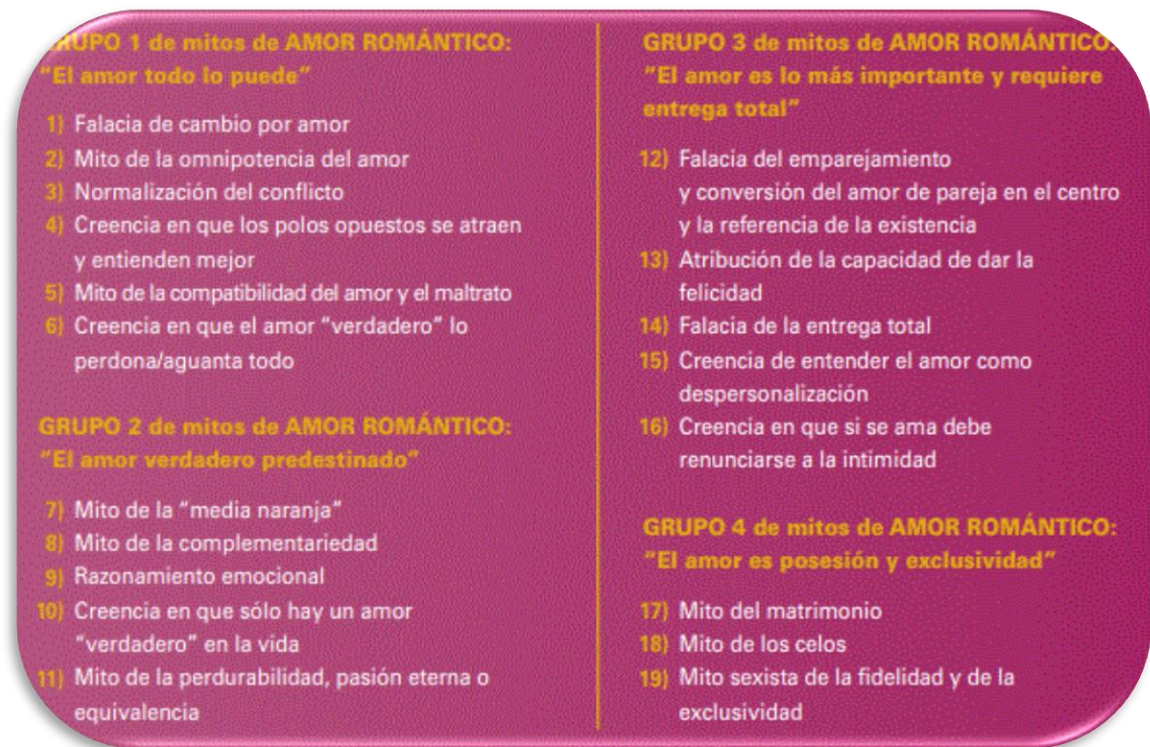 GRUPO 1 de mitos de AMOR ROMÁNTICO:
"El amor todo lo puede"
1) Falacia de cambio por amor
2) Mito de la omnipotencia del amor
3) Normalización del conflicto
4) Creencia en que los polos opuestos se atraen
y entienden mejor
5) Mito de la compatibilidad del amor y el maltrato
6) Creencia en que el amor "verdadero" lo
perdona/aguanta todo
GRUPO 2 de mitos de AMOR ROMÁNTICO:
"El amor verdadero predestinado"
7) Mito de la "media naranja"
8) Mito de la complementariedad
9) Razonamiento emocional
10) Creencia en que sólo hay un amor
"verdadero" en la vida
11) Mito de la perdurabilidad, pasión eterna o
equivalencia
GRUPO 3 de mitos de AMOR ROMÁNTICO:
"El amor es lo más importante y requiere
entrega total"
12) Falacia del emparejamiento
y conversión del amor de pareja en el centro
y la referencia de la existencia
13) Atribución de la capacidad de dar la
felicidad
14) Falacia de la entrega total
15) Creencia de entender el amor como
despersonalización
16) Creencia en que si se ama debe
renunciarse a la intimidad
GRUPO 4 de mitos de AMOR ROMÁNTICO:
"El amor es posesión y exclusividad"
17) Mito del matrimonio
18) Mito de los celos
19) Mito sexista de la fidelidad y de la
exclusividad